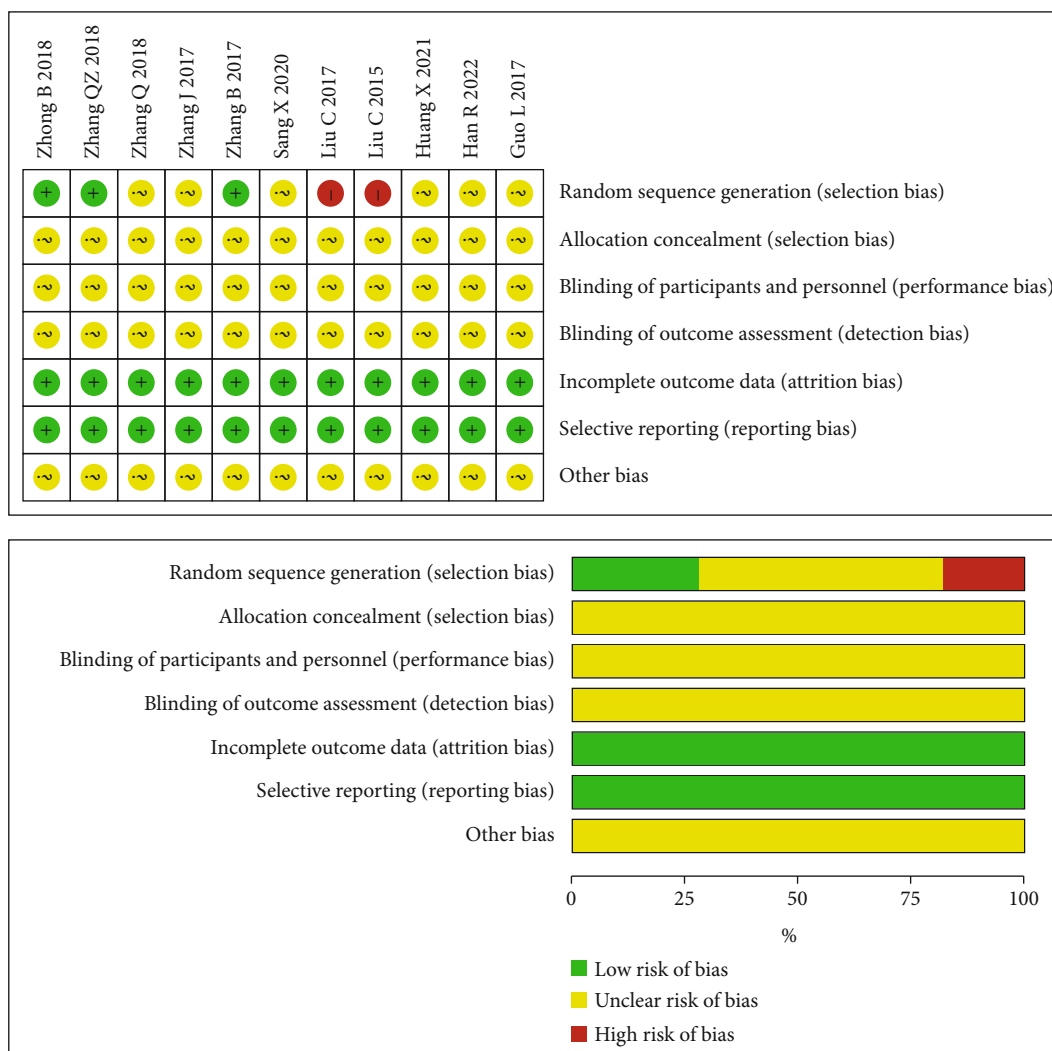 Zhong B 2018
Zhang QZ 2018
Zhang Q 2018
Zhang J 2017
Zhang B 2017
Sang X 2020
Liu C 2017
Liu C 2015
Huang X 2021
Han R 2022
Guo L 2017
+ + ? ? + ? – – ? ? ? Random sequence generation (selection bias)
? ? ? ? ? ? ? ? ? ? ? Allocation concealment (selection bias)
? ? ? ? ? ? ? ? ? ? ? Blinding of participants and personnel (performance bias)
? ? ? ? ? ? ? ? ? ? ? Blinding of outcome assessment (detection bias)
+ + + + + + + + + + + Incomplete outcome data (attrition bias)
+ + + + + + + + + + + Selective reporting (reporting bias)
? ? ? ? ? ? ? ? ? ? ? Other bias
Random sequence generation (selection bias)
Allocation concealment (selection bias)
Blinding of participants and personnel (performance bias)
Blinding of outcome assessment (detection bias)
Incomplete outcome data (attrition bias)
Selective reporting (reporting bias)
Other bias
0 25 50 75 100
%
Low risk of bias
Unclear risk of bias
High risk of bias